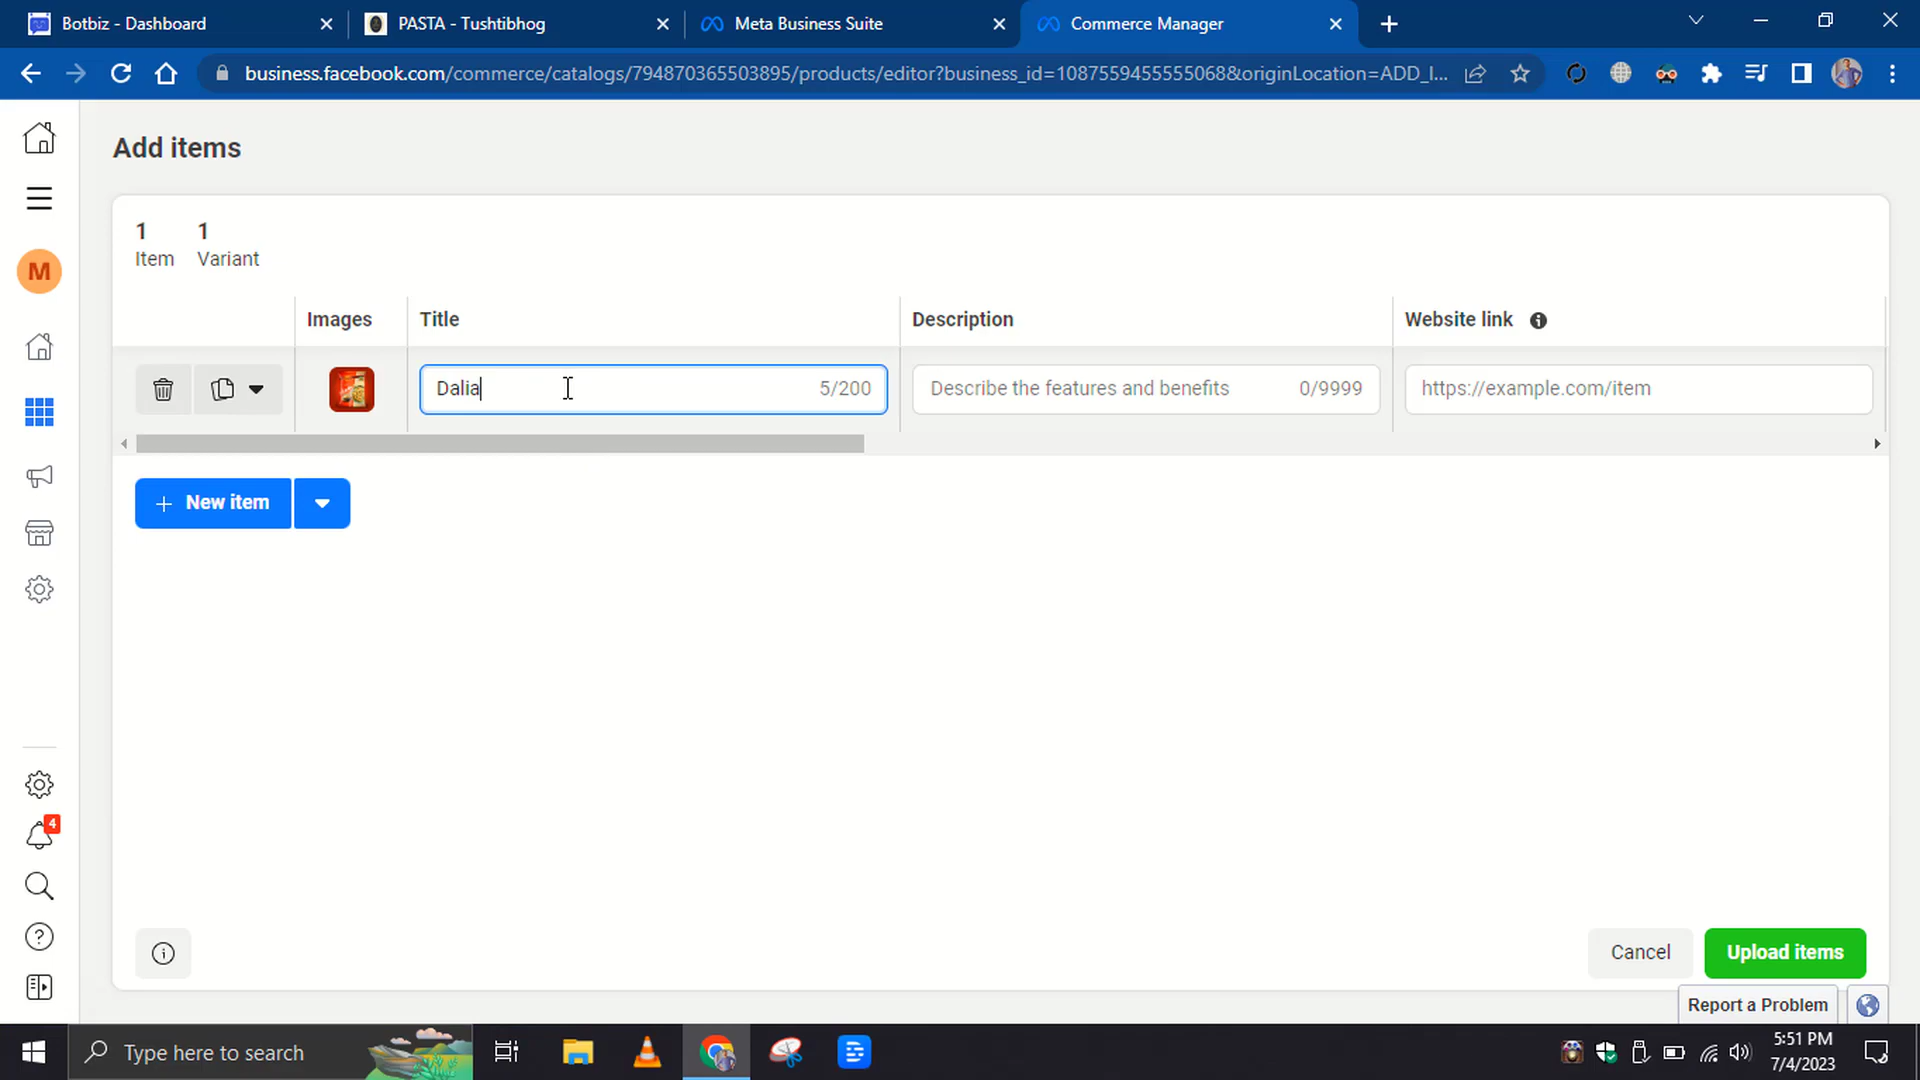 Botbiz - Dashboard
PASTA - Tushtibhog
Meta Business Suite
Commerce Manager
business.facebook.com/commerce/catalogs/794870365503895/products/editor?business_id=1087559455555068&originLocation=ADD_I...
Add items
M
1
Item
1
Variant
Images
Title
Description
Website link
Dalia
5/200
Describe the features and benefits
0/9999
https://example.com/item
+ New item
4
Cancel
Upload items
Report a Problem
Type here to search
5:51 PM
7/4/2023